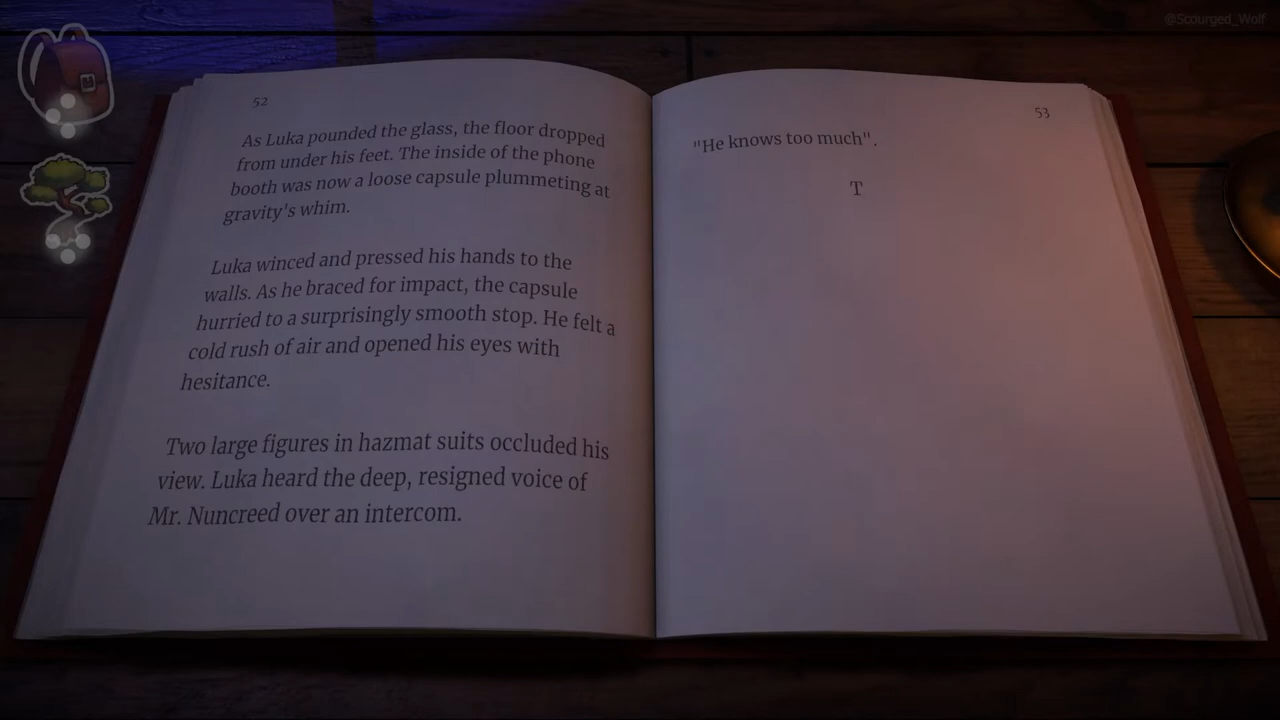 @Scourged_Wolf
52
As Luka pounded the glass, the floor dropped
from under his feet. The inside of the phone
booth was now a loose capsule plummeting at
gravity's whim.
Luka winced and pressed his hands to the
walls. As he braced for impact, the capsule
hurried to a surprisingly smooth stop. He felt a
cold rush of air and opened his eyes with
hesitance.
Two large figures in hazmat suits occluded his
view. Luka heard the deep, resigned voice of
Mr. Nuncreed over an intercom.
53
"He knows too much".
T